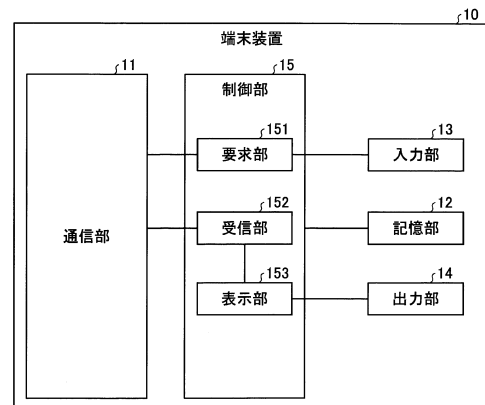 10
端末装置
11
15
制御部
151
要求部
13
入力部
通信部
152
受信部
12
記憶部
153
表示部
14
出力部